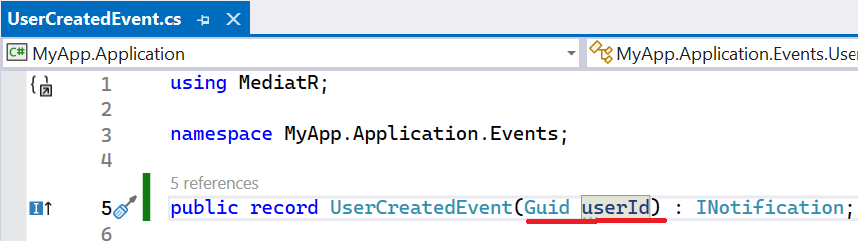 UserCreatedEvent.cs
C# MyApp.Application
MyApp.Application.Events.Use
1 using MediatR;
2
3 namespace MyApp.Application.Events;
4
5 references
5 public record UserCreatedEvent(Guid userId) : INotification;
6